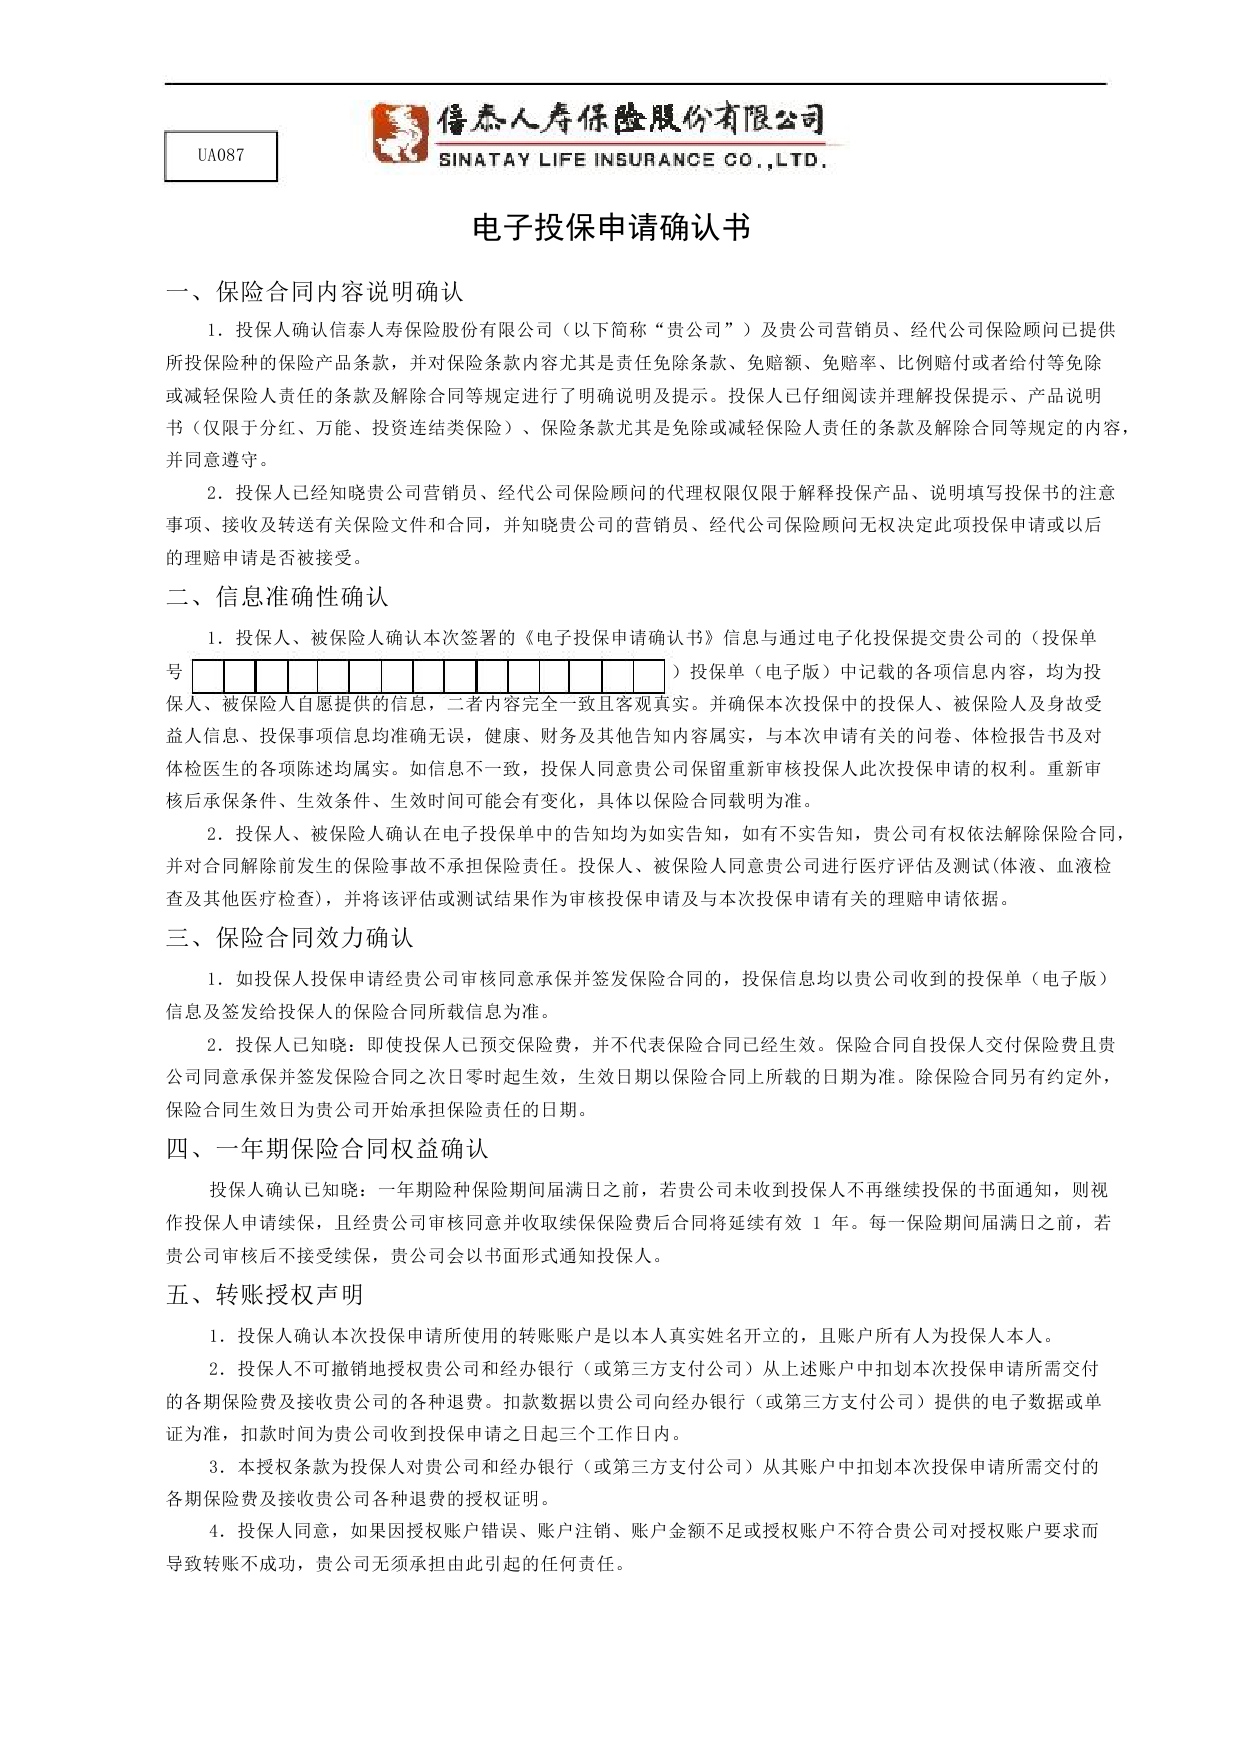 信泰人寿保险股份有限公司
SINATAY LIFE INSURANCE CO.,LTD.
UA087
电子投保申请确认书
一、保险合同内容说明确认
1．投保人确认信泰人寿保险股份有限公司（以下简称“贵公司”）及贵公司营销员、经代公司保险顾问已提供
所投保险种的保险产品条款，并对保险条款内容尤其是责任免除条款、免赔额、免赔率、比例赔付或者给付等免除
或减轻保险人责任的条款及解除合同等规定进行了明确说明及提示。投保人已仔细阅读并理解投保提示、产品说明
书（仅限于分红、万能、投资连结类保险）、保险条款尤其是免除或减轻保险人责任的条款及解除合同等规定的内容，
并同意遵守。
2．投保人已经知晓贵公司营销员、经代公司保险顾问的代理权限仅限于解释投保产品、说明填写投保书的注意
事项、接收及转送有关保险文件和合同，并知晓贵公司的营销员、经代公司保险顾问无权决定此项投保申请或以后
的理赔申请是否被接受。
二、信息准确性确认
1．投保人、被保险人确认本次签署的《电子投保申请确认书》信息与通过电子化投保提交贵公司的（投保单
号 ）投保单（电子版）中记载的各项信息内容，均为投
保人、被保险人自愿提供的信息，二者内容完全一致且客观真实。并确保本次投保中的投保人、被保险人及身故受
益人信息、投保事项信息均准确无误，健康、财务及其他告知内容属实，与本次申请有关的问卷、体检报告书及对
体检医生的各项陈述均属实。如信息不一致，投保人同意贵公司保留重新审核投保人此次投保申请的权利。重新审
核后承保条件、生效条件、生效时间可能会有变化，具体以保险合同载明为准。
2．投保人、被保险人确认在电子投保单中的告知均为如实告知，如有不实告知，贵公司有权依法解除保险合同，
并对合同解除前发生的保险事故不承担保险责任。投保人、被保险人同意贵公司进行医疗评估及测试(体液、血液检
查及其他医疗检查)，并将该评估或测试结果作为审核投保申请及与本次投保申请有关的理赔申请依据。
三、保险合同效力确认
1．如投保人投保申请经贵公司审核同意承保并签发保险合同的，投保信息均以贵公司收到的投保单（电子版）
信息及签发给投保人的保险合同所载信息为准。
2．投保人已知晓：即使投保人已预交保险费，并不代表保险合同已经生效。保险合同自投保人交付保险费且贵
公司同意承保并签发保险合同之次日零时起生效，生效日期以保险合同上所载的日期为准。除保险合同另有约定外，
保险合同生效日为贵公司开始承担保险责任的日期。
四、一年期保险合同权益确认
投保人确认已知晓：一年期险种保险期间届满日之前，若贵公司未收到投保人不再继续投保的书面通知，则视
作投保人申请续保，且经贵公司审核同意并收取续保保险费后合同将延续有效 1 年。每一保险期间届满日之前，若
贵公司审核后不接受续保，贵公司会以书面形式通知投保人。
五、转账授权声明
1．投保人确认本次投保申请所使用的转账账户是以本人真实姓名开立的，且账户所有人为投保人本人。
2．投保人不可撤销地授权贵公司和经办银行（或第三方支付公司）从上述账户中扣划本次投保申请所需交付
的各期保险费及接收贵公司的各种退费。扣款数据以贵公司向经办银行（或第三方支付公司）提供的电子数据或单
证为准，扣款时间为贵公司收到投保申请之日起三个工作日内。
3．本授权条款为投保人对贵公司和经办银行（或第三方支付公司）从其账户中扣划本次投保申请所需交付的
各期保险费及接收贵公司各种退费的授权证明。
4．投保人同意，如果因授权账户错误、账户注销、账户金额不足或授权账户不符合贵公司对授权账户要求而
导致转账不成功，贵公司无须承担由此引起的任何责任。